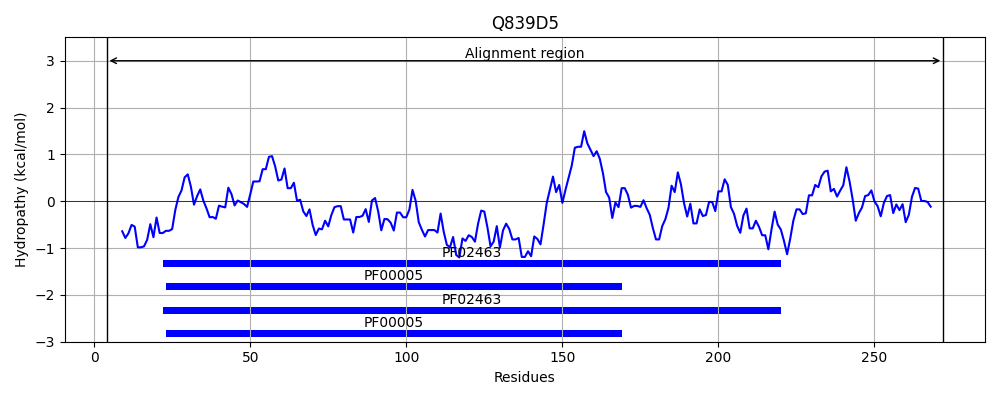 Q839D5
Alignment region
Hydropathy (kcal/mol)
3
2
1
0
−1
−2
−3
PF02463
PF00005
PF02463
PF00005
0 50 100 150 200 250
Residues